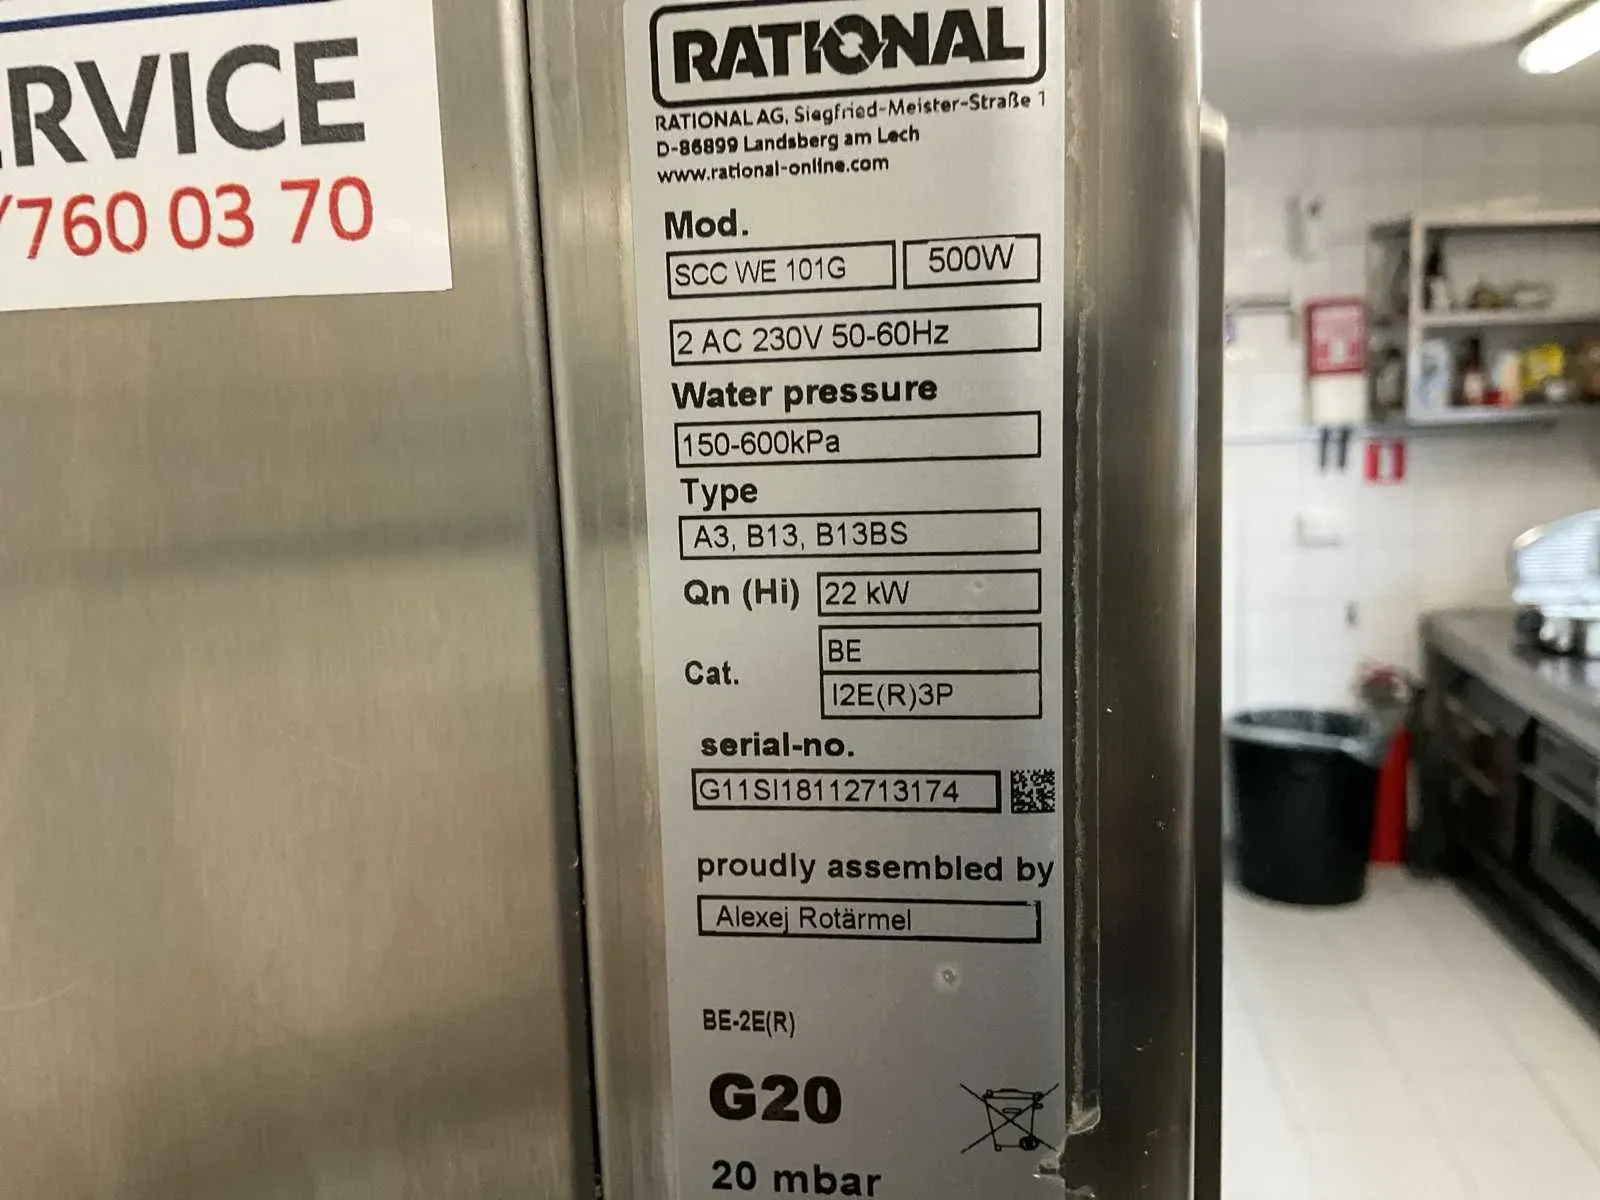 RVICE
/760 03 70
RATIONAL
RATIONAL AG, Siegfried-Meister-Straße 1
D-86899 Landsberg am Lech
www.rational-online.com
Mod.
SCC WE 101G 500W
2 AC 230V 50-60Hz
Water pressure
150-600kPa
Type
A3, B13, B13BS
Qn (Hi) 22 kW
BE
Cat.
I2E(R)3P
serial-no.
G11SI18112713174
proudly assembled by
Alexej Rotärmel
BE-2E(R)
G20
20 mbar